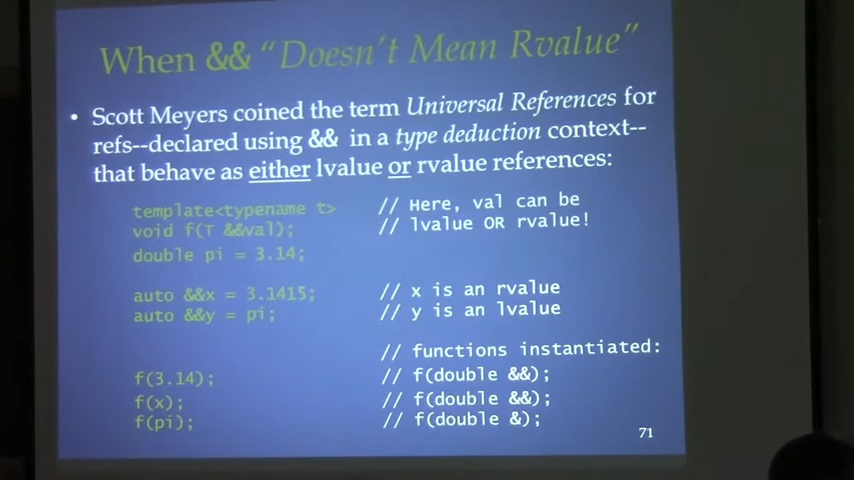 When && “Doesn't Mean Rvalue”
• Scott Meyers coined the term Universal References for
refs--declared using && in a type deduction context--
that behave as either lvalue or rvalue references:
template<typename t> // Here, val can be
void f(T &&val); // lvalue OR rvalue!
double pi = 3.14;
auto &&x = 3.1415; // x is an rvalue
auto &&y = pi; // y is an lvalue
// functions instantiated:
f(3.14); // f(double &&);
f(x); // f(double &&);
f(pi); // f(double &);
71